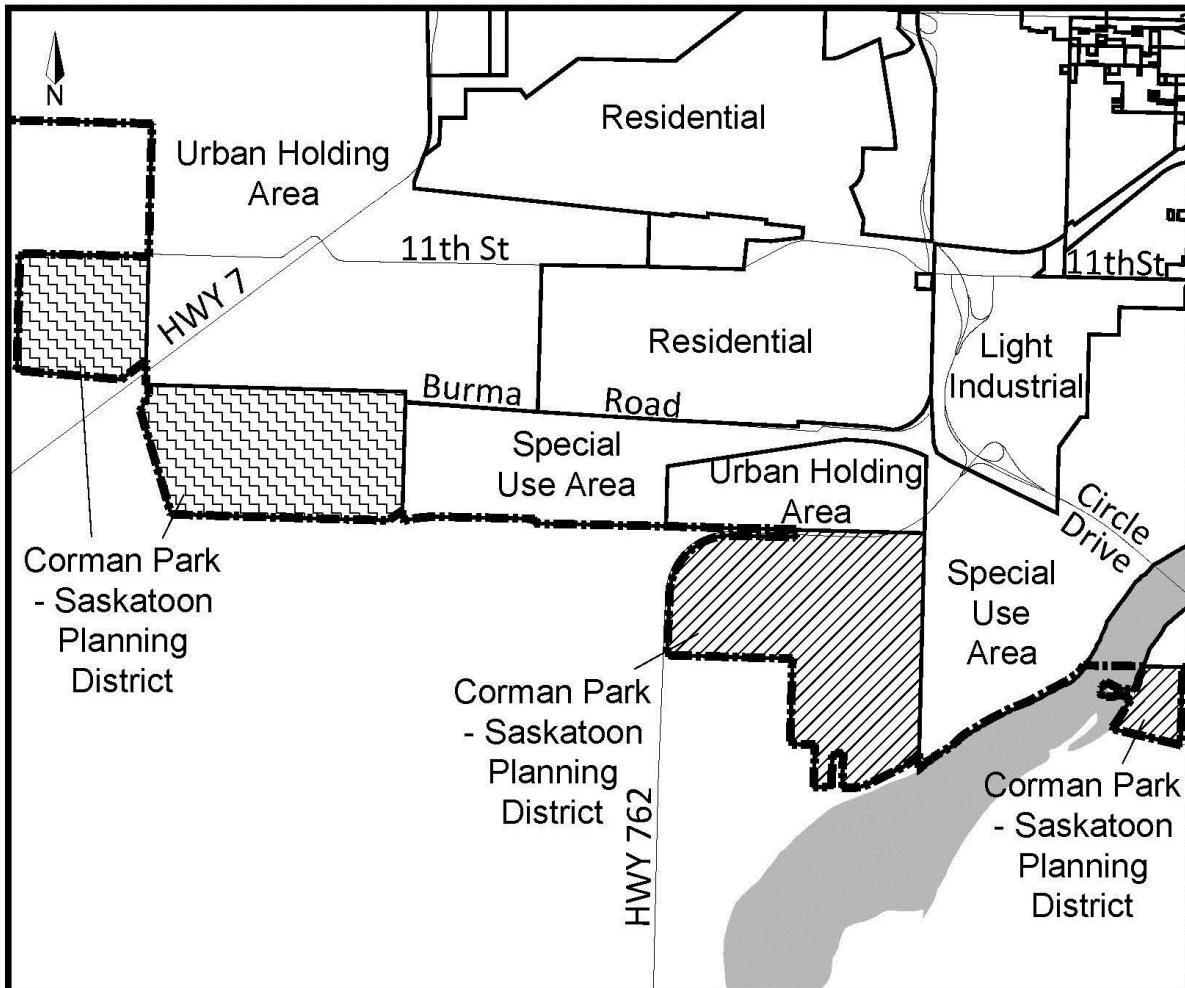 N
Residential
Urban Holding
Area
11th St
11thSt
HWY 7
Residential
Light
Industrial
Burma Road
Special
Use Area
Urban Holding
Area
Circle
Drive
Corman Park
- Saskatoon
Planning
District
Special
Use
Area
Corman Park
- Saskatoon
Planning
District
HWY 762
Corman Park
- Saskatoon
Planning
District